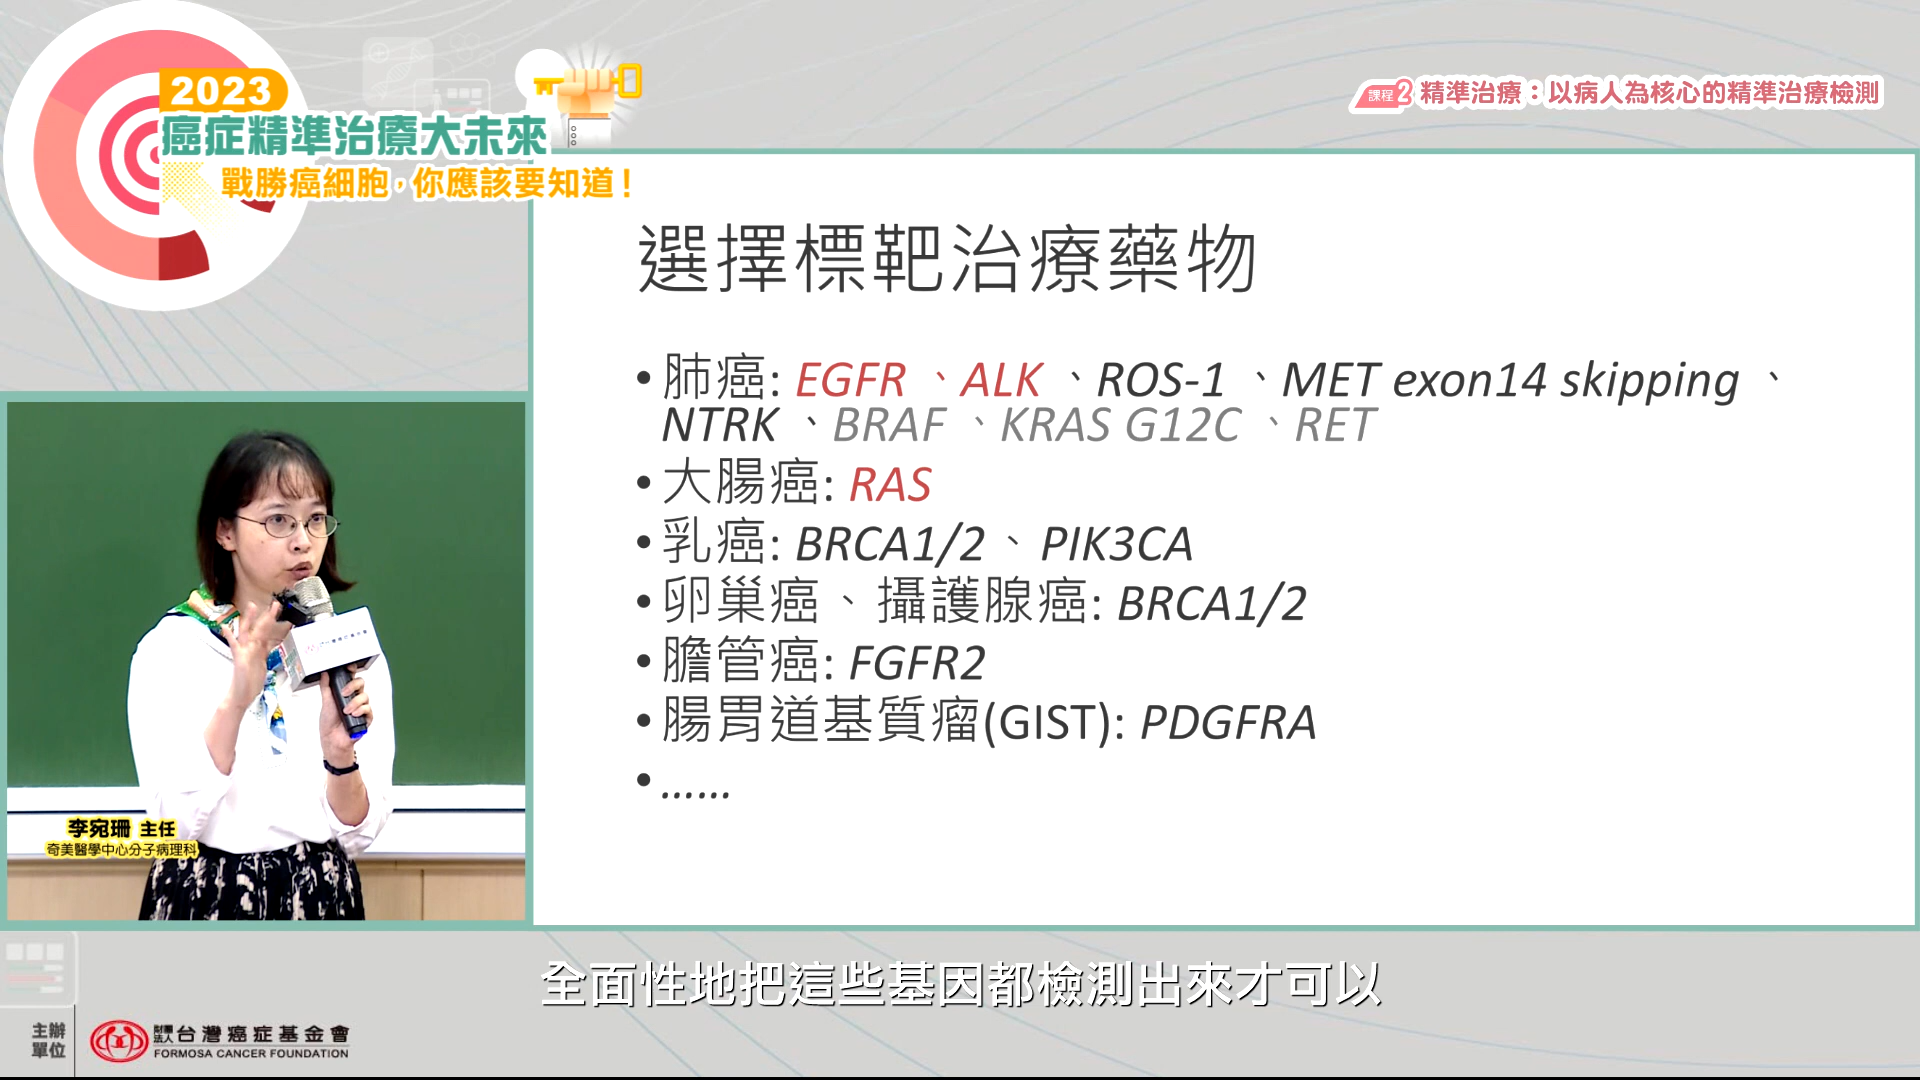 2023
癌症精準治療大未來
戰勝癌細胞，你應該要知道！
課程2 精準治療：以病人為核心的精準治療檢測
選擇標靶治療藥物
•肺癌: EGFR、ALK、ROS-1、MET exon14 skipping、
NTRK、BRAF、KRAS G12C、RET
•大腸癌: RAS
•乳癌: BRCA1/2、PIK3CA
•卵巢癌、攝護腺癌: BRCA1/2
•膽管癌: FGFR2
•腸胃道基質瘤(GIST): PDGFRA
•……
李宛珊 主任
奇美醫學中心分子病理科
全面性地把這些基因都檢測出來才可以
主辦
單位
財團法人台灣癌症基金會
FORMOSA CANCER FOUNDATION